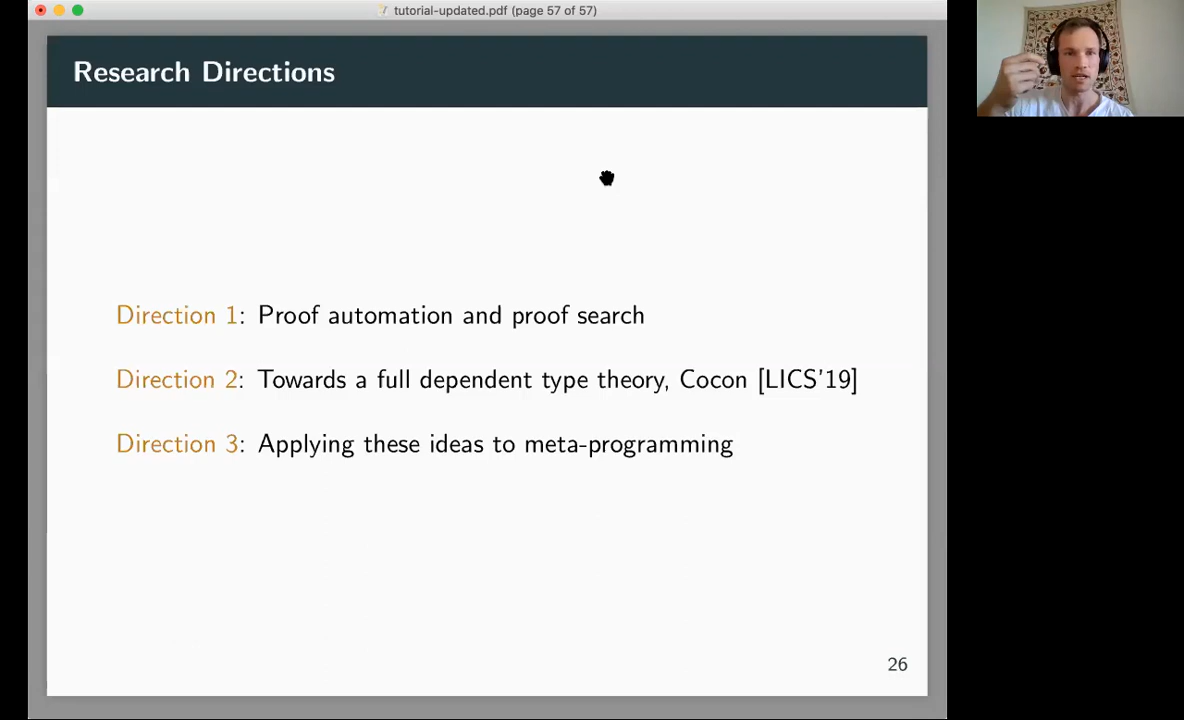 tutorial-updated.pdf (page 57 of 57)
Research Directions
Direction 1: Proof automation and proof search
Direction 2: Towards a full dependent type theory, Cocon [LICS'19]
Direction 3: Applying these ideas to meta-programming
26